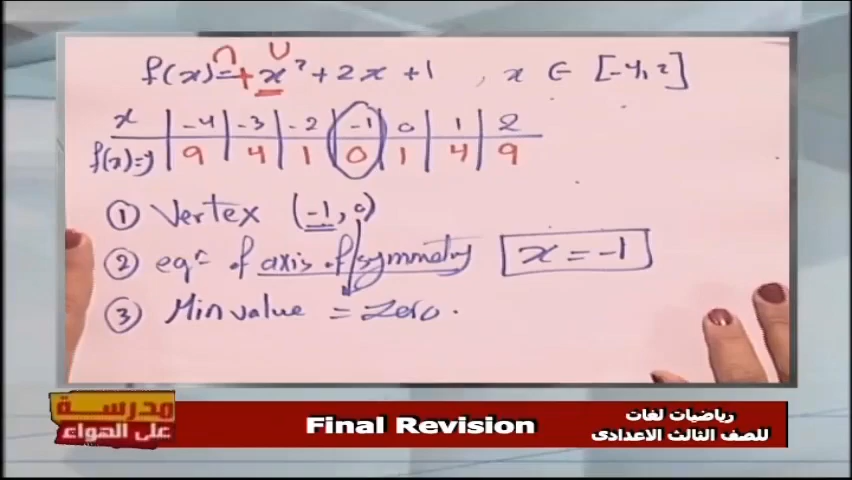 f(x) = + x² + 2x + 1 , x ∈ [-4, 2]
x | -4 | -3 | -2 | -1 | 0 | 1 | 2
f(x)=y | 9 | 4 | 1 | 0 | 1 | 4 | 9
① Vertex (-1, 0)
② eqⁿ of axis of symmetry x = -1
③ Min value = Zero.
مدرسة
على الهواء
Final Revision
رياضيات لغات
للصف الثالث الاعدادى